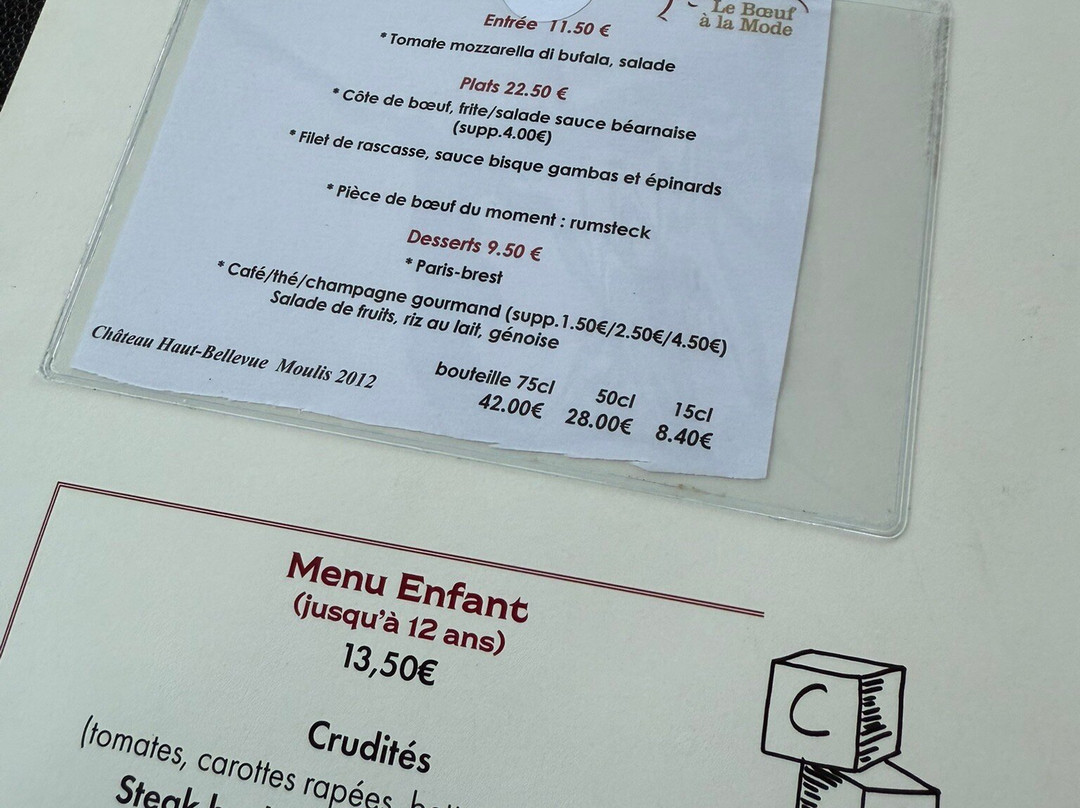 Le Bœuf
à la Mode
Entrée 11.50 €
* Tomate mozzarella di bufala, salade
Plats 22.50 €
* Côte de bœuf, frite/salade sauce béarnaise
(supp.4.00€)
* Filet de rascasse, sauce bisque gambas et épinards
* Pièce de bœuf du moment : rumsteck
Desserts 9.50 €
* Paris-brest
* Café/thé/champagne gourmand (supp.1.50€/2.50€/4.50€)
Salade de fruits, riz au lait, génoise
Château Haut-Bellevue Moulis 2012
bouteille 75cl 50cl 15cl
42.00€ 28.00€ 8.40€
Menu Enfant
(jusqu'à 12 ans)
13,50€
Crudités
(tomates, carottes rapées,
Steak
C